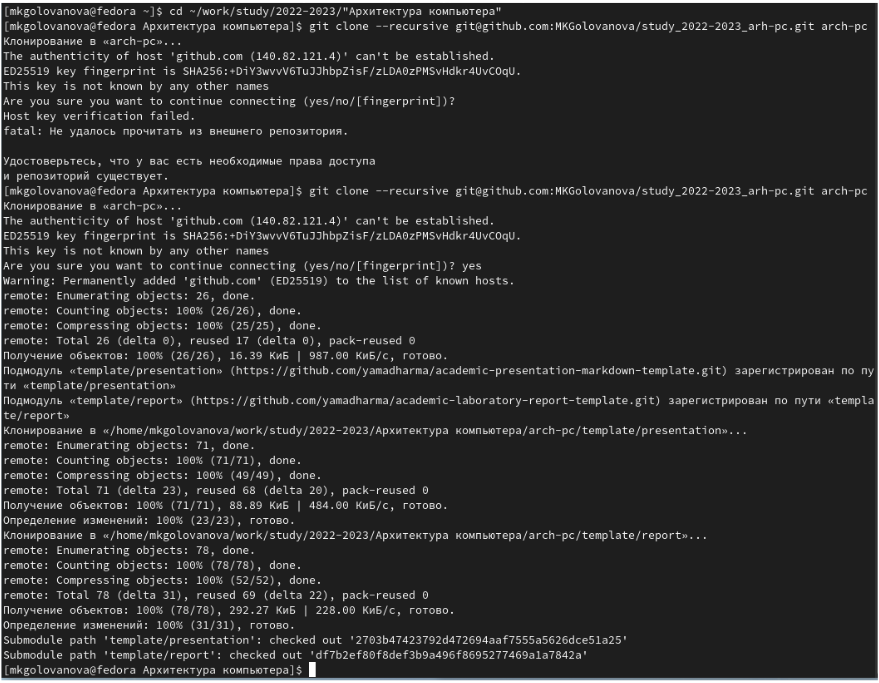 [mkgolovanova@fedora ~]$ cd ~/work/study/2022-2023/"Архитектура компьютера"
[mkgolovanova@fedora Архитектура компьютера]$ git clone --recursive git@github.com:MKGolovanova/study_2022-2023_arh-pc.git arch-pc
Клонирование в «arch-pc»...
The authenticity of host 'github.com (140.82.121.4)' can't be established.
ED25519 key fingerprint is SHA256:+DiY3wvvV6TuJJhbpZisF/zLDA0zPMSvHdkr4UvCOqU.
This key is not known by any other names
Are you sure you want to continue connecting (yes/no/[fingerprint])?
Host key verification failed.
fatal: Не удалось прочитать из внешнего репозитория.
Удостоверьтесь, что у вас есть необходимые права доступа
и репозиторий существует.
[mkgolovanova@fedora Архитектура компьютера]$ git clone --recursive git@github.com:MKGolovanova/study_2022-2023_arh-pc.git arch-pc
Клонирование в «arch-pc»...
The authenticity of host 'github.com (140.82.121.4)' can't be established.
ED25519 key fingerprint is SHA256:+DiY3wvvV6TuJJhbpZisF/zLDA0zPMSvHdkr4UvCOqU.
This key is not known by any other names
Are you sure you want to continue connecting (yes/no/[fingerprint])? yes
Warning: Permanently added 'github.com' (ED25519) to the list of known hosts.
remote: Enumerating objects: 26, done.
remote: Counting objects: 100% (26/26), done.
remote: Compressing objects: 100% (25/25), done.
remote: Total 26 (delta 0), reused 17 (delta 0), pack-reused 0
Получение объектов: 100% (26/26), 16.39 КиБ | 987.00 КиБ/с, готово.
Подмодуль «template/presentation» (https://github.com/yamadharma/academic-presentation-markdown-template.git) зарегистрирован по пу
ти «template/presentation»
Подмодуль «template/report» (https://github.com/yamadharma/academic-laboratory-report-template.git) зарегистрирован по пути «templa
te/report»
Клонирование в «/home/mkgolovanova/work/study/2022-2023/Архитектура компьютера/arch-pc/template/presentation»...
remote: Enumerating objects: 71, done.
remote: Counting objects: 100% (71/71), done.
remote: Compressing objects: 100% (49/49), done.
remote: Total 71 (delta 23), reused 68 (delta 20), pack-reused 0
Получение объектов: 100% (71/71), 88.89 КиБ | 484.00 КиБ/с, готово.
Определение изменений: 100% (23/23), готово.
Клонирование в «/home/mkgolovanova/work/study/2022-2023/Архитектура компьютера/arch-pc/template/report»...
remote: Enumerating objects: 78, done.
remote: Counting objects: 100% (78/78), done.
remote: Compressing objects: 100% (52/52), done.
remote: Total 78 (delta 31), reused 69 (delta 22), pack-reused 0
Получение объектов: 100% (78/78), 292.27 КиБ | 228.00 КиБ/с, готово.
Определение изменений: 100% (31/31), готово.
Submodule path 'template/presentation': checked out '2703b47423792d472694aaf7555a5626dce51a25'
Submodule path 'template/report': checked out 'df7b2ef80f8def3b9a496f8695277469a1a7842a'
[mkgolovanova@fedora Архитектура компьютера]$